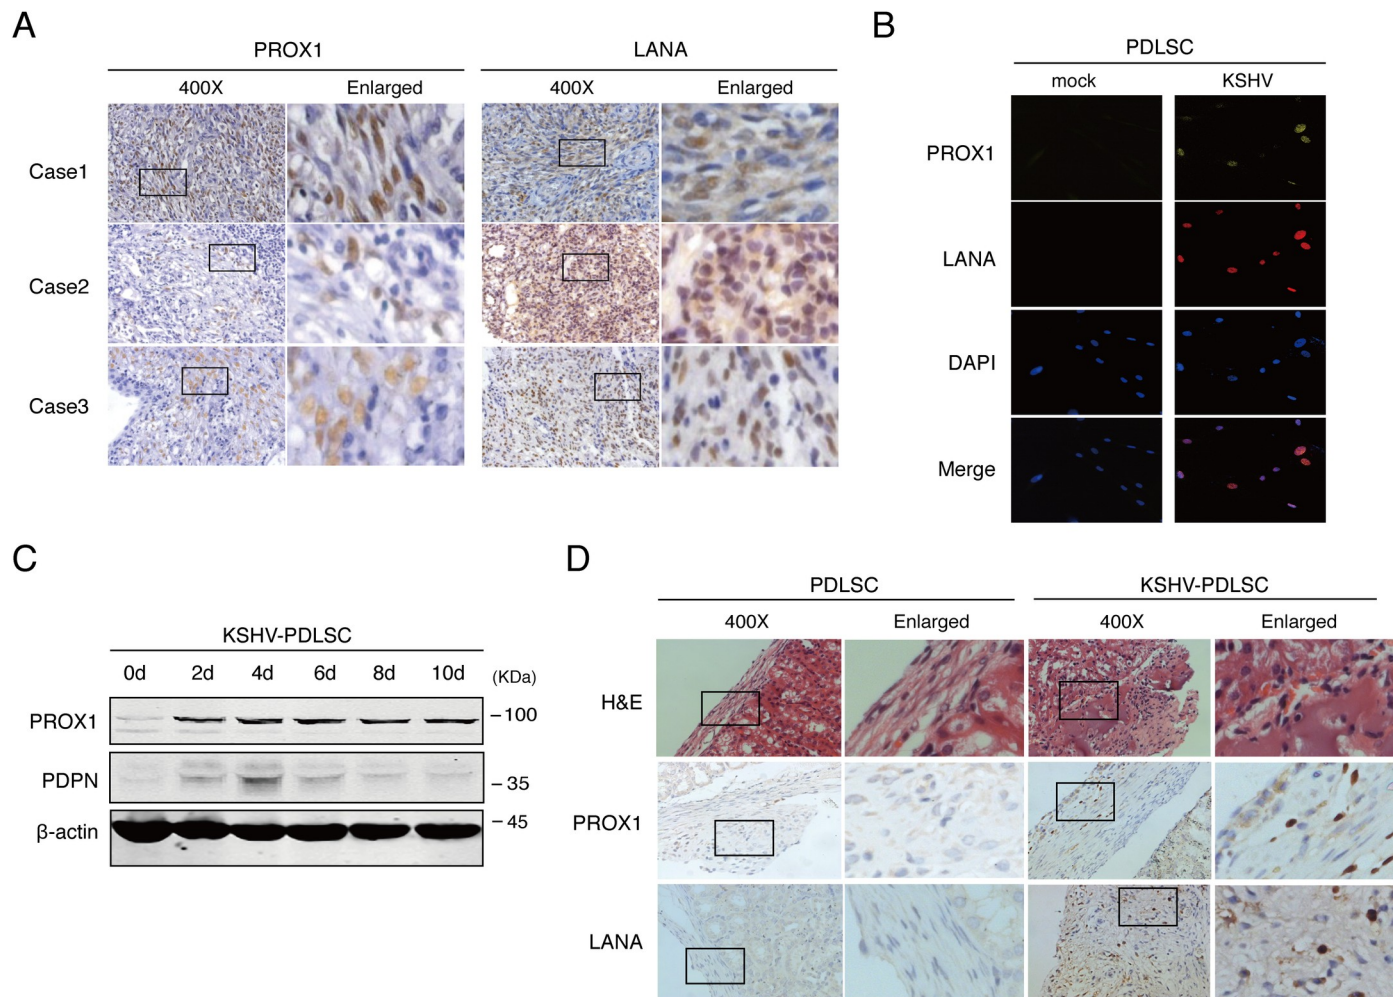 A
PROX1 LANA
400X Enlarged 400X Enlarged
Case1
Case2
Case3
B
PDLSC
mock KSHV
PROX1
LANA
DAPI
Merge
C
KSHV-PDLSC
0d 2d 4d 6d 8d 10d (KDa)
PROX1 –100
PDPN –35
β-actin –45
D
PDLSC KSHV-PDLSC
400X Enlarged 400X Enlarged
H&E
PROX1
LANA